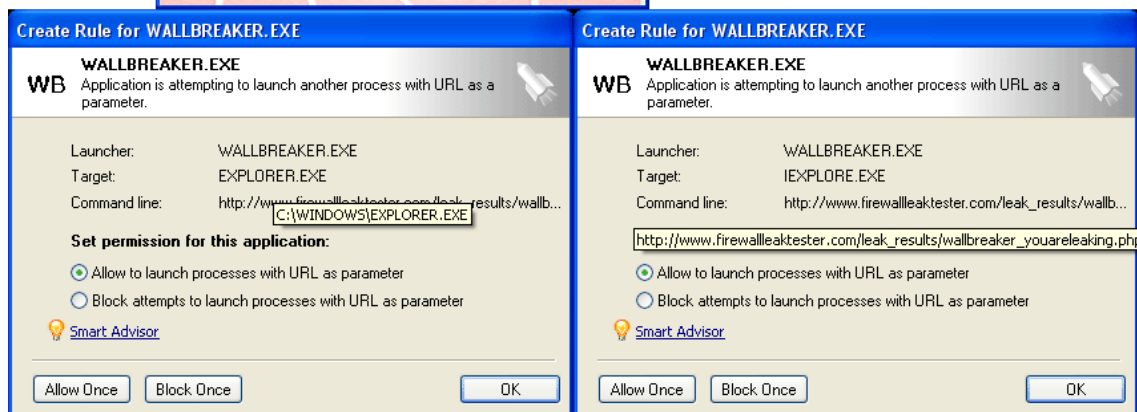 Create Rule for WALLBREAKER.EXE
WB
WALLBREAKER.EXE
Application is attempting to launch another process with URL as a
parameter.
Launcher: WALLBREAKER.EXE
Target: EXPLORER.EXE
Command line: http://www.firewallleaktester.com/leak_results/wallb...
C:\WINDOWS\EXPLORER.EXE
Set permission for this application:
Allow to launch processes with URL as parameter
Block attempts to launch processes with URL as parameter
Smart Advisor
Allow Once Block Once OK
Create Rule for WALLBREAKER.EXE
WB
WALLBREAKER.EXE
Application is attempting to launch another process with URL as a
parameter.
Launcher: WALLBREAKER.EXE
Target: IEXPLORE.EXE
Command line: http://www.firewallleaktester.com/leak_results/wallb...
http://www.firewallleaktester.com/leak_results/wallbreaker_youareleaking.php
Allow to launch processes with URL as parameter
Block attempts to launch processes with URL as parameter
Smart Advisor
Allow Once Block Once OK